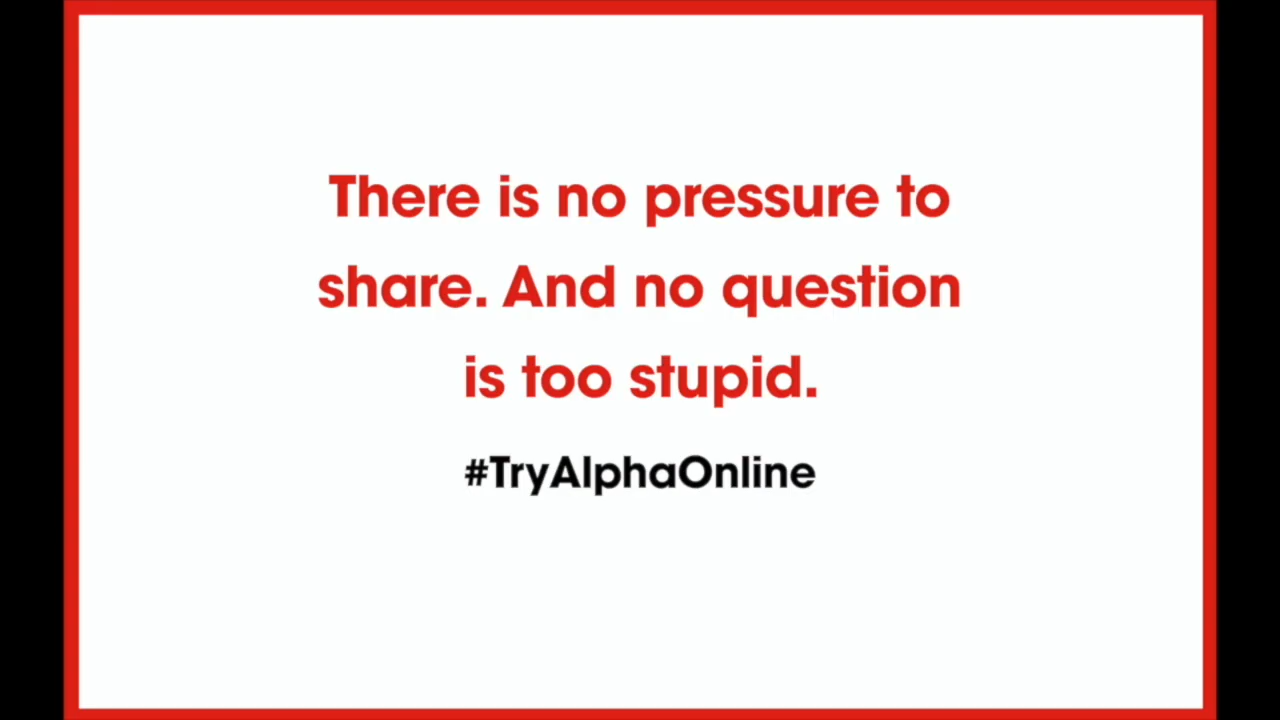 There is no pressure to
share. And no question
is too stupid.
#TryAlphaOnline